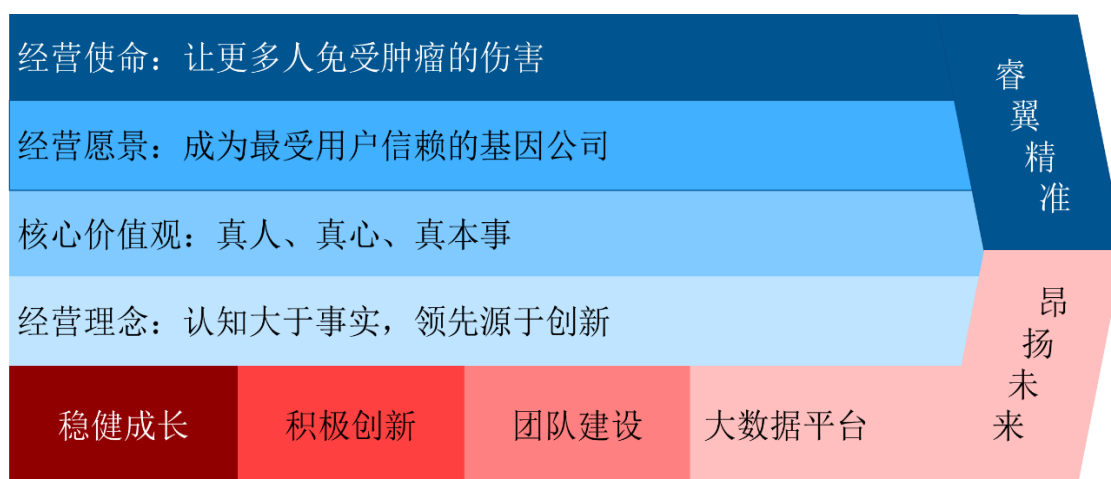 经营使命：让更多人免受肿瘤的伤害
经营愿景：成为最受用户信赖的基因公司
核心价值观：真人、真心、真本事
经营理念：认知大于事实，领先源于创新
稳健成长
积极创新
团队建设
大数据平台
睿翼精准
昂扬未来